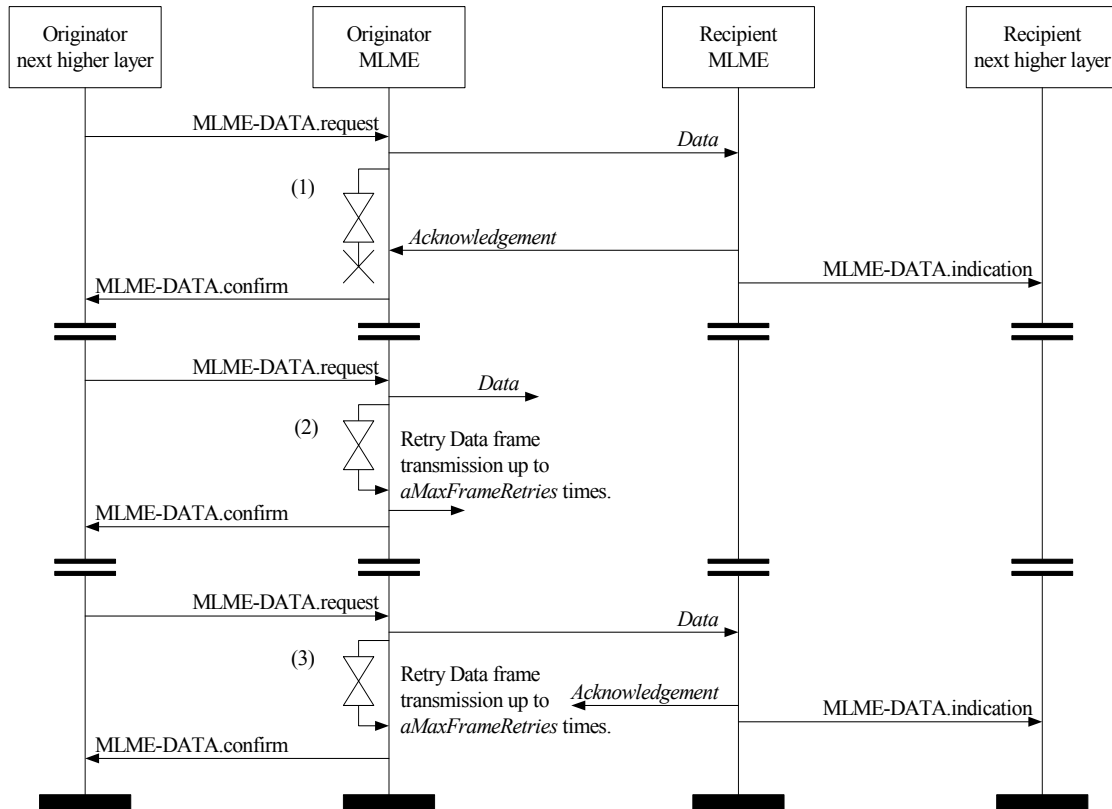 Originator
next higher layer
Originator
MLME
Recipient
MLME
Recipient
next higher layer
MLME-DATA.request
Data
(1)
Acknowledgement
MLME-DATA.indication
MLME-DATA.confirm
MLME-DATA.request
Data
(2)
Retry Data frame
transmission up to
aMaxFrameRetries times.
MLME-DATA.confirm
MLME-DATA.request
Data
(3)
Retry Data frame
transmission up to
aMaxFrameRetries times.
Acknowledgement
MLME-DATA.indication
MLME-DATA.confirm